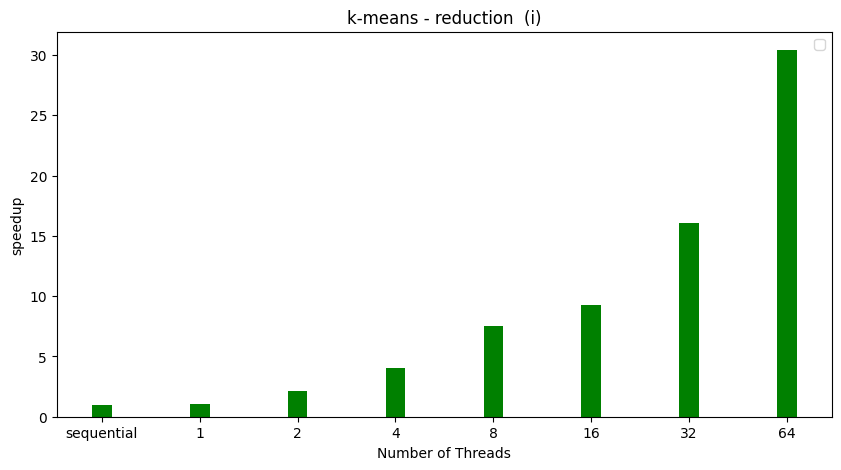 k-means - reduction  (i)
speedup
30
25
20
15
10
5
0
sequential 1 2 4 8 16 32 64
Number of Threads